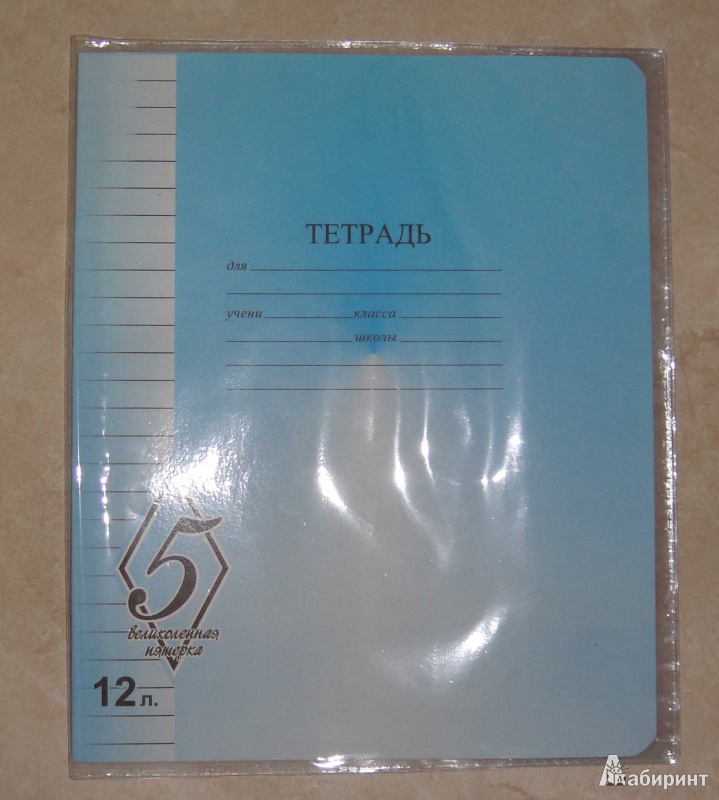 ТЕТРАДЬ
для
учени класса
школы
5
великолепная
пятерка
12 л.
Лабиринт